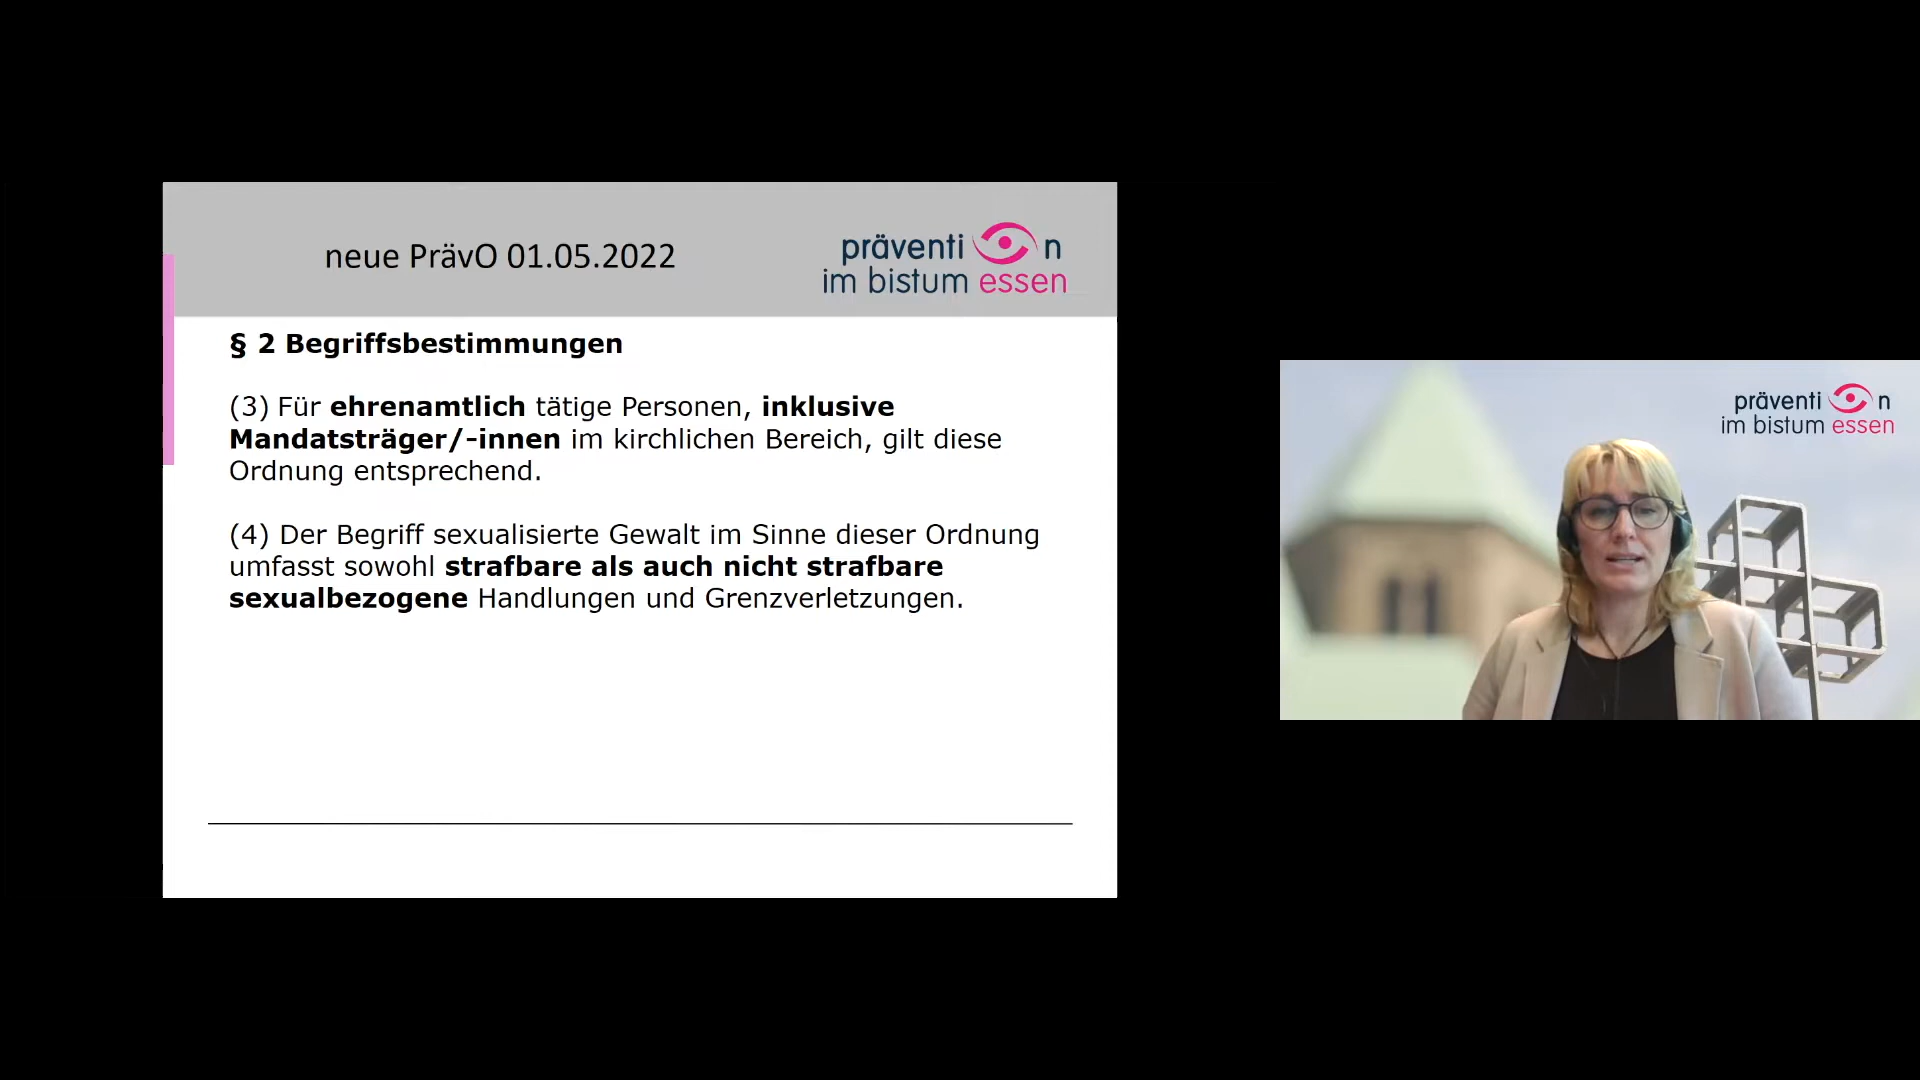 neue PrävO 01.05.2022
präventi n
im bistum essen
§ 2 Begriffsbestimmungen
(3) Für ehrenamtlich tätige Personen, inklusive
Mandatsträger/-innen im kirchlichen Bereich, gilt diese
Ordnung entsprechend.
(4) Der Begriff sexualisierte Gewalt im Sinne dieser Ordnung
umfasst sowohl strafbare als auch nicht strafbare
sexualbezogene Handlungen und Grenzverletzungen.
präventi n
im bistum essen